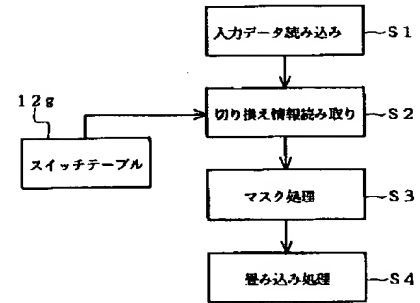 入力データ読み込み
S1
12g
切り換え情報読み取り
S2
スイッチテーブル
マスク処理
S3
畳み込み処理
S4